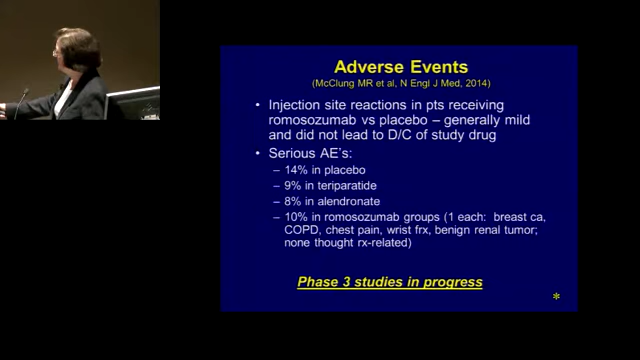 Adverse Events
(McClung MR et al, N Engl J Med, 2014)
• Injection site reactions in pts receiving
romosozumab vs placebo – generally mild
and did not lead to D/C of study drug
• Serious AE's:
– 14% in placebo
– 9% in teriparatide
– 8% in alendronate
– 10% in romosozumab groups (1 each: breast ca,
COPD, chest pain, wrist frx, benign renal tumor;
none thought rx-related)
Phase 3 studies in progress
*